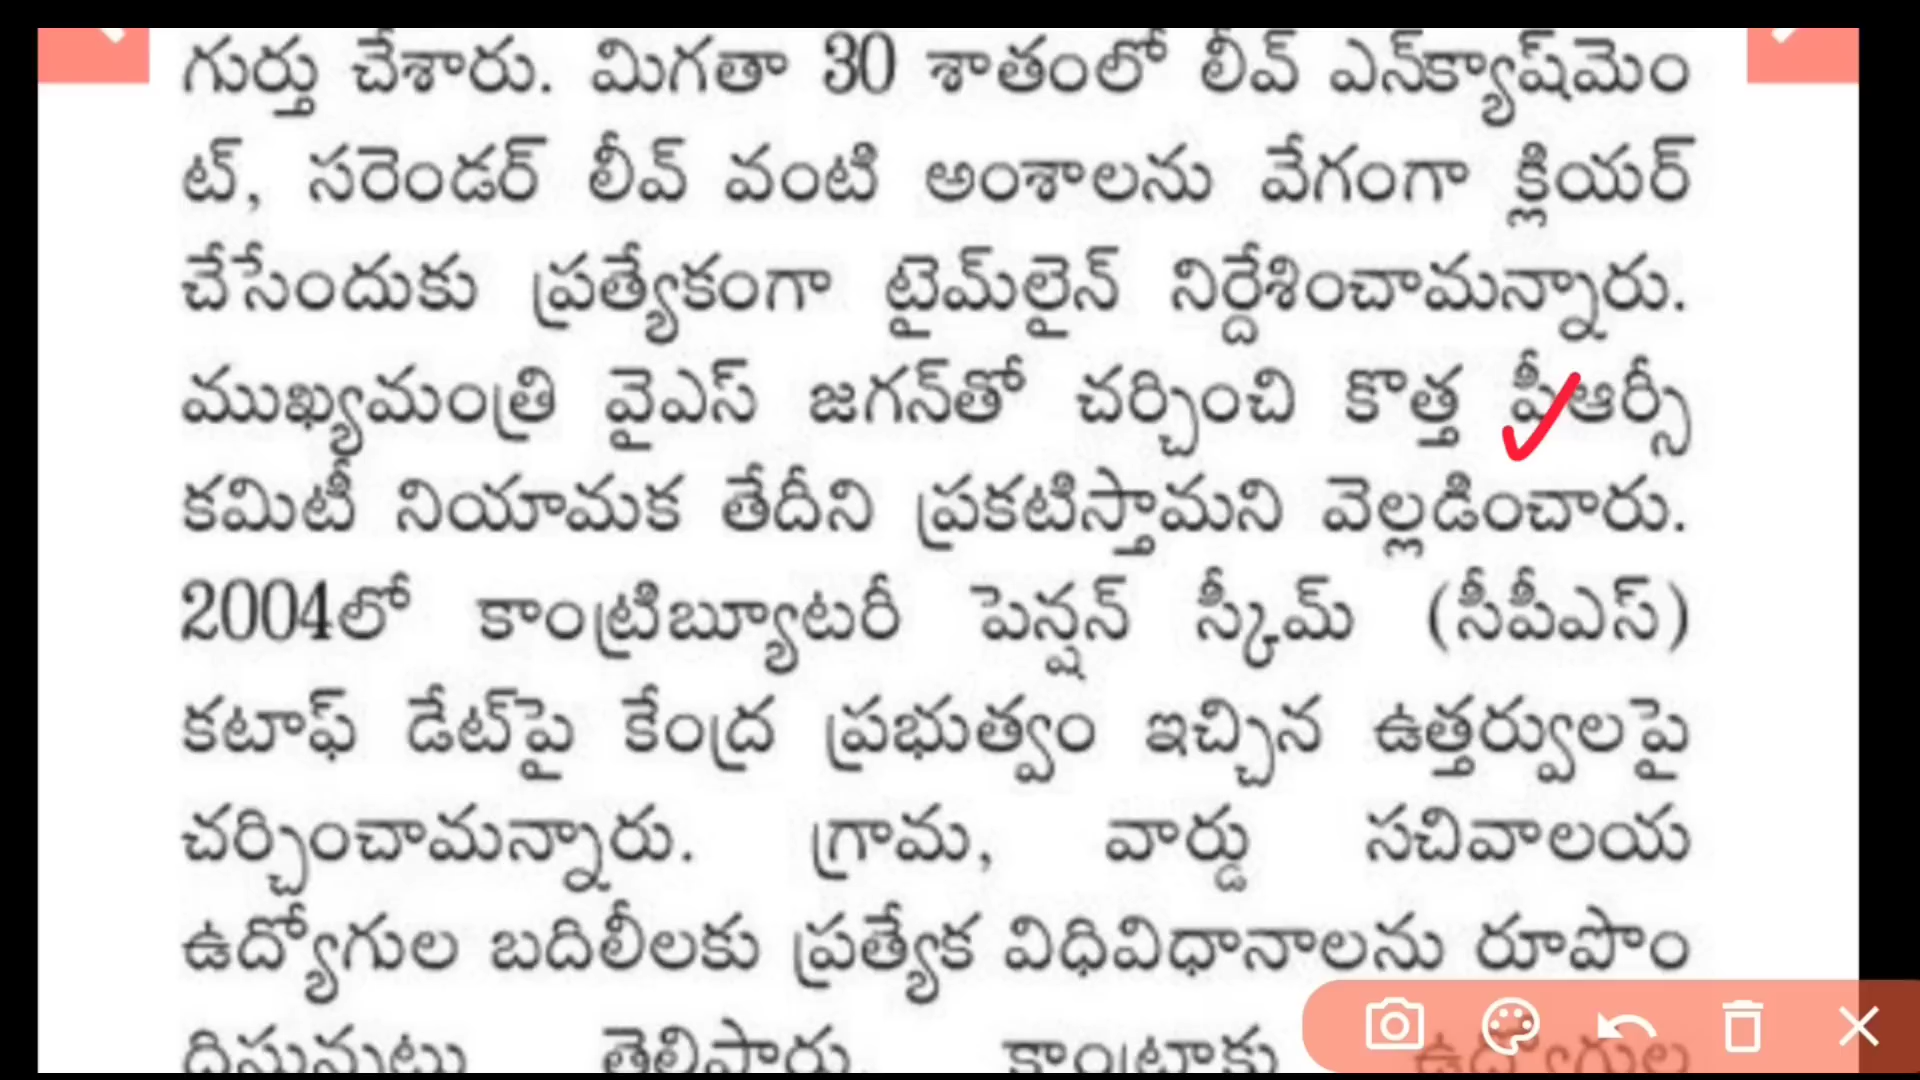 గుర్తు చేశారు. మిగతా 30 శాతంలో లీవ్ ఎన్‌క్యాష్‌మెం
ట్, సరెండర్ లీవ్ వంటి అంశాలను వేగంగా క్లియర్
చేసేందుకు ప్రత్యేకంగా టైమ్‌లైన్ నిర్దేశించామన్నారు.
ముఖ్యమంత్రి వైఎస్ జగన్‌తో చర్చించి కొత్త పీఆర్సీ
కమిటీ నియామక తేదీని ప్రకటిస్తామని వెల్లడించారు.
2004లో కాంట్రిబ్యూటరీ పెన్షన్ స్కీమ్ (సీపీఎస్)
కటాఫ్ డేట్‌పై కేంద్ర ప్రభుత్వం ఇచ్చిన ఉత్తర్వులపై
చర్చించామన్నారు. గ్రామ, వార్డు సచివాలయ
ఉద్యోగుల బదిలీలకు ప్రత్యేక విధివిధానాలను రూపొం
దిస్తున్నట్లు తెలిపారు. కాంట్రాక్టు ఉద్యోగుల